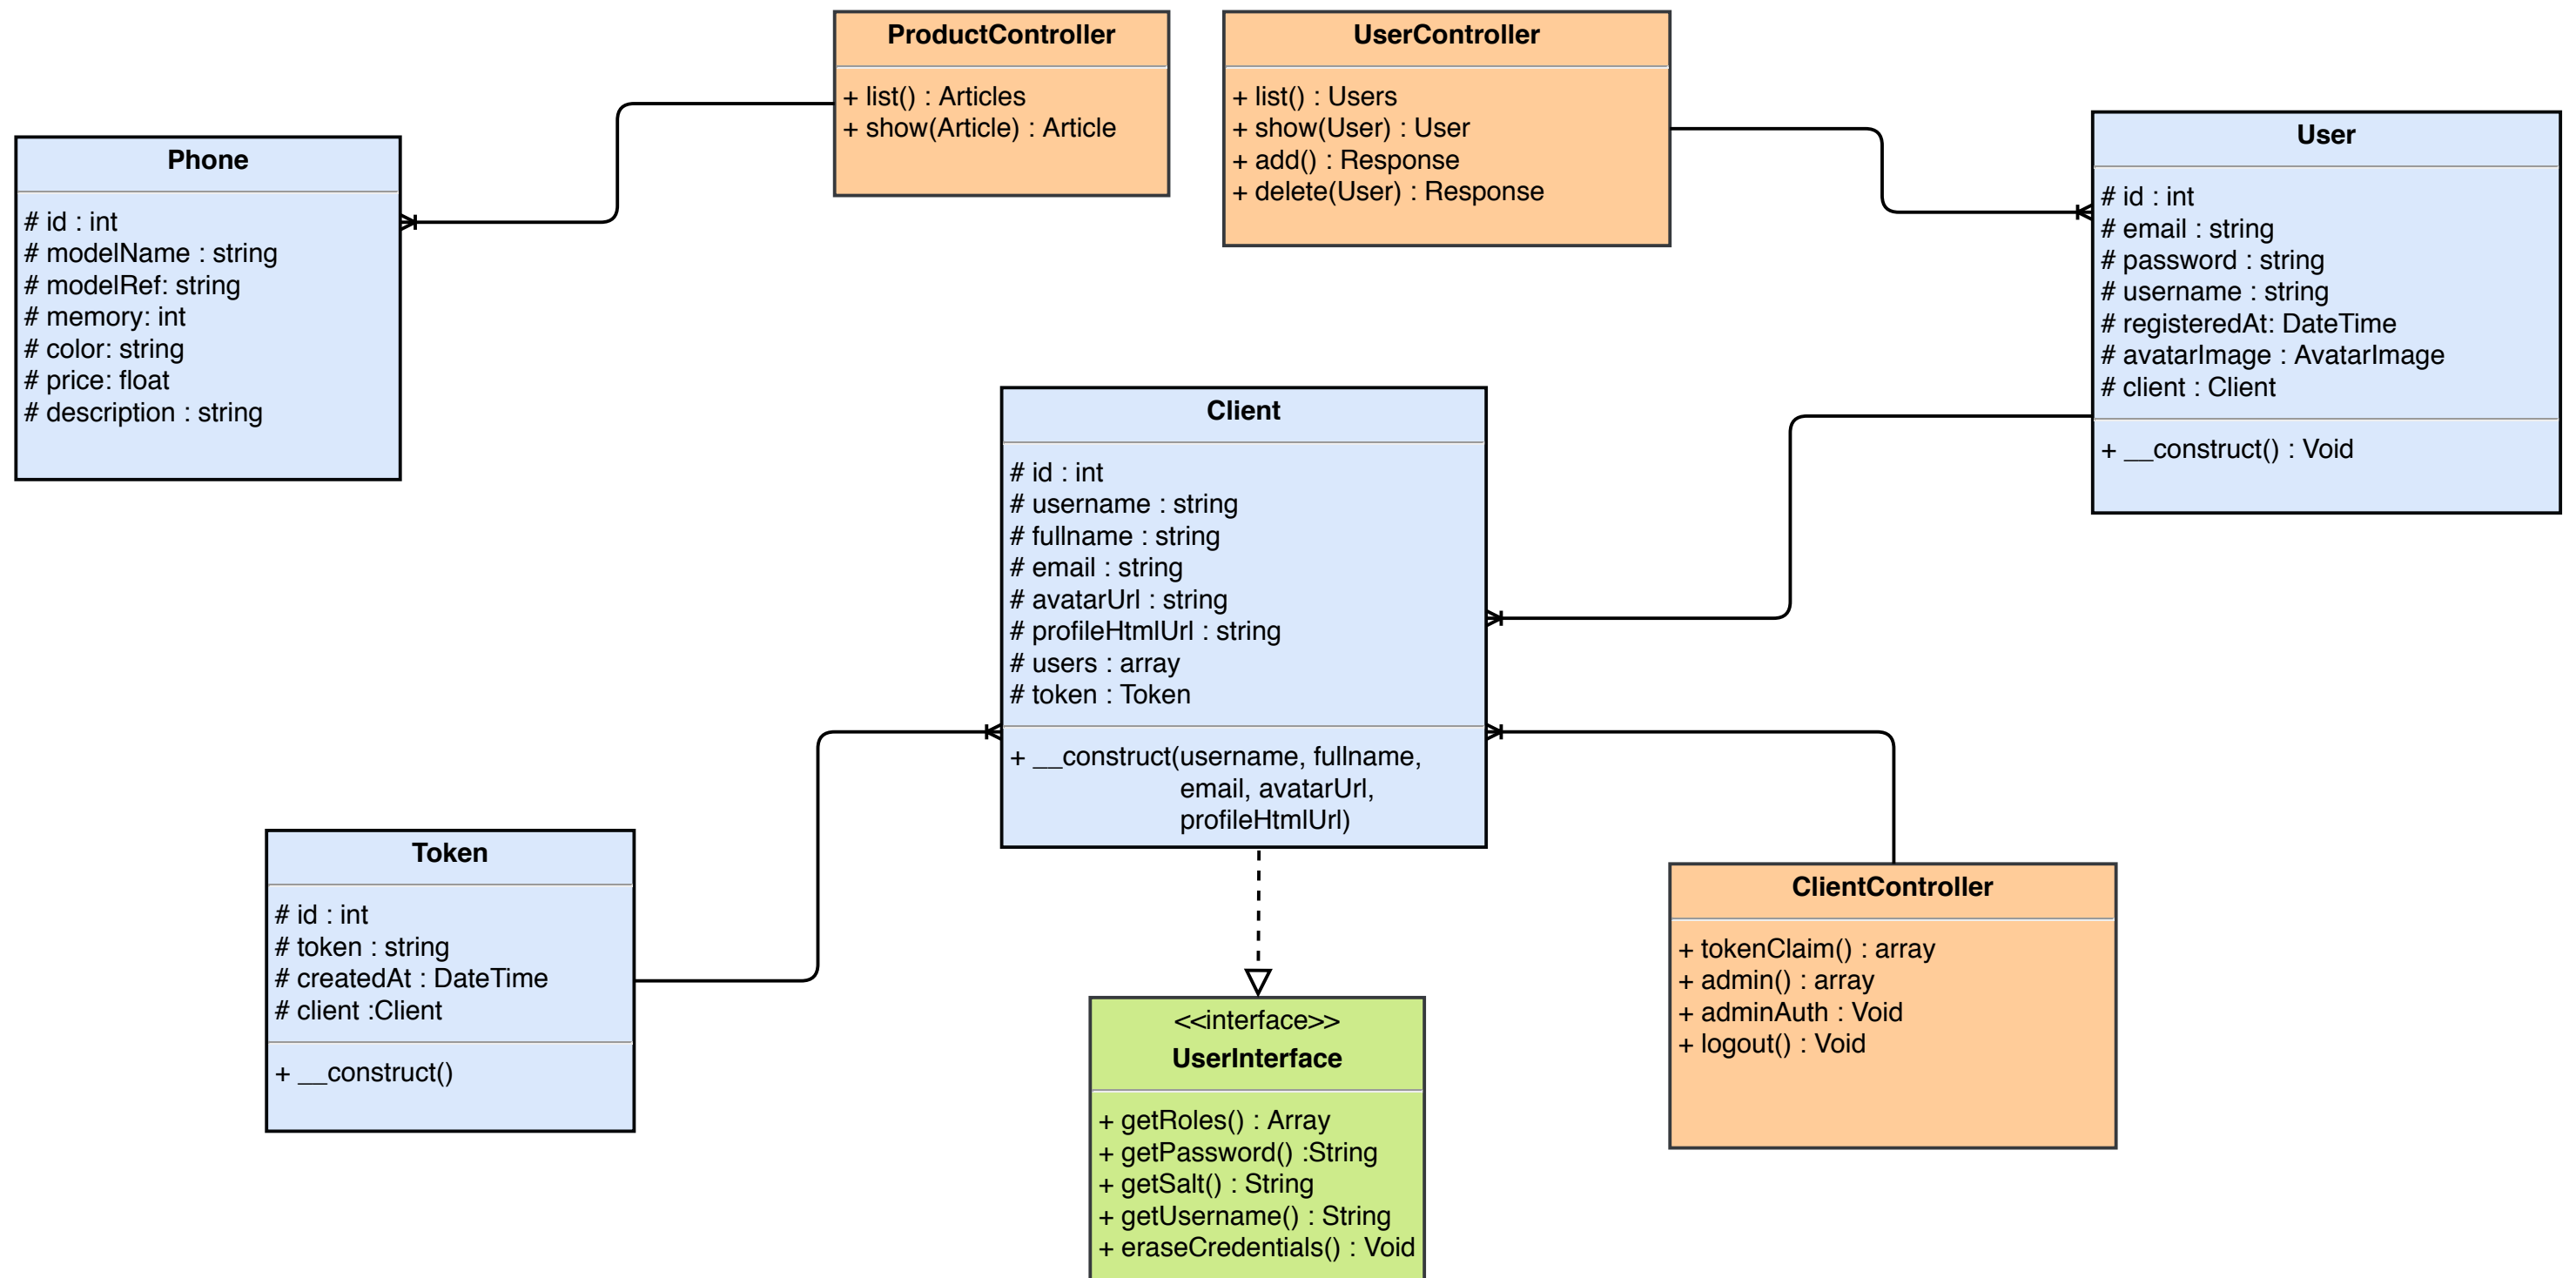 ProductController
+ list() : Articles
+ show(Article) : Article
UserController
+ list() : Users
+ show(User) : User
+ add() : Response
+ delete(User) : Response
User
# id : int
# email : string
# password : string
# username : string
# registeredAt: DateTime
# avatarImage : AvatarImage
# client : Client
+ __construct() : Void
Phone
# id : int
# modelName : string
# modelRef: string
# memory: int
# color: string
# price: float
# description : string
Client
# id : int
# username : string
# fullname : string
# email : string
# avatarUrl : string
# profileHtmlUrl : string
# users : array
# token : Token
+ __construct(username, fullname,
email, avatarUrl,
profileHtmlUrl)
Token
# id : int
# token : string
# createdAt : DateTime
# client :Client
+ __construct()
ClientController
+ tokenClaim() : array
+ admin() : array
+ adminAuth : Void
+ logout() : Void
<<interface>>
UserInterface
+ getRoles() : Array
+ getPassword() :String
+ getSalt() : String
+ getUsername() : String
+ eraseCredentials() : Void